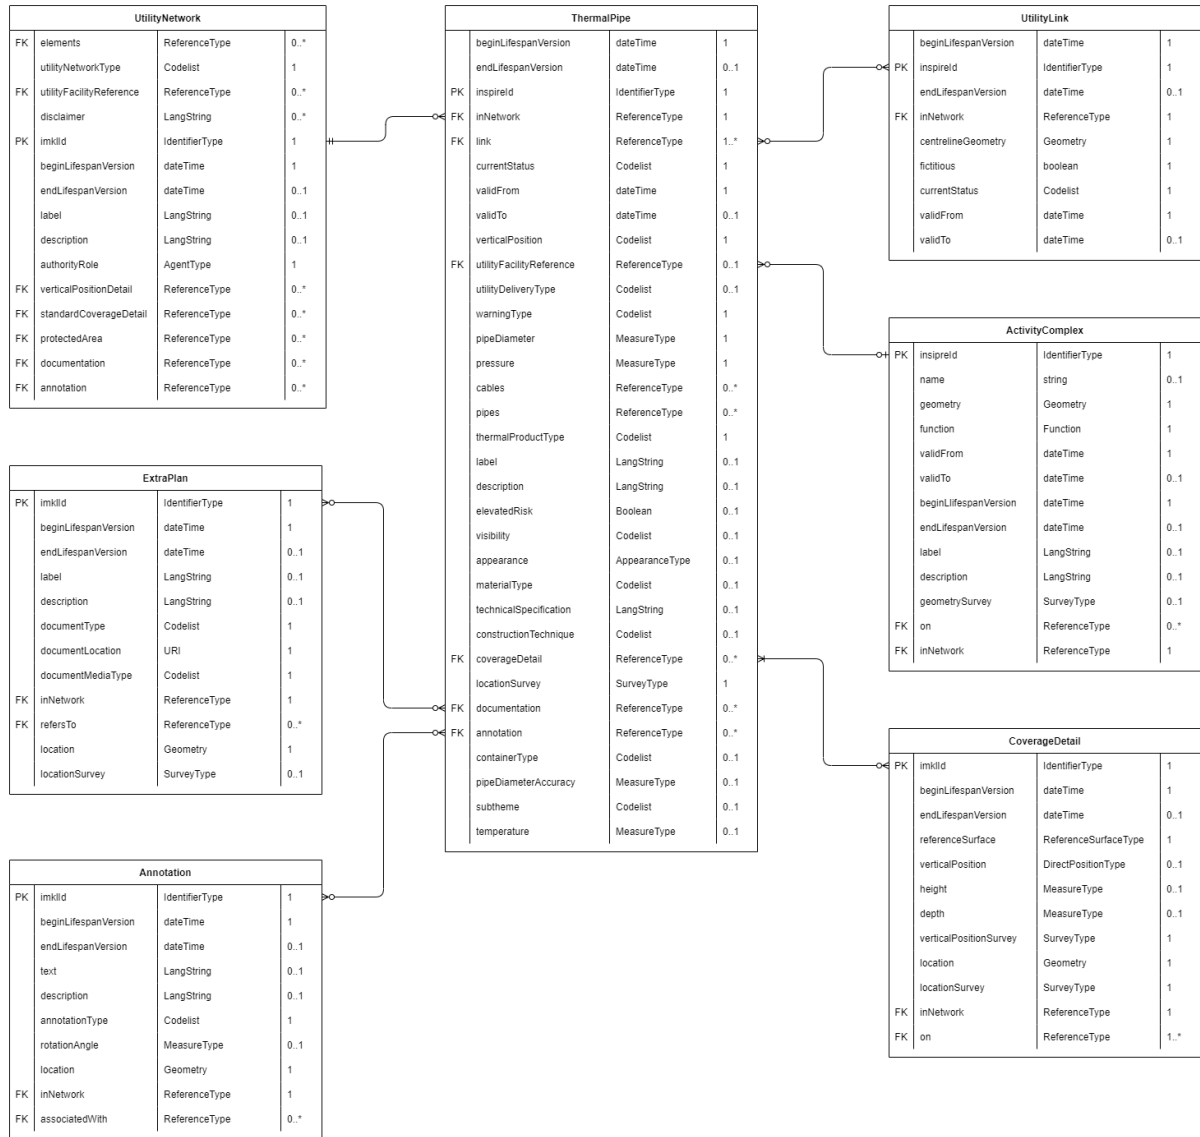 UtilityNetwork
FK elements ReferenceType 0..*
utilityNetworkType Codelist 1
FK utilityFacilityReference ReferenceType 0..*
disclaimer LangString 0..*
PK imklId IdentifierType 1
beginLifespanVersion dateTime 1
endLifespanVersion dateTime 0..1
label LangString 0..1
description LangString 0..1
authorityRole AgentType 1
FK verticalPositionDetail ReferenceType 0..*
FK standardCoverageDetail ReferenceType 0..*
FK protectedArea ReferenceType 0..*
FK documentation ReferenceType 0..*
FK annotation ReferenceType 0..*
ExtraPlan
PK imklId IdentifierType 1
beginLifespanVersion dateTime 1
endLifespanVersion dateTime 0..1
label LangString 0..1
description LangString 0..1
documentType Codelist 1
documentLocation URI 1
documentMediaType Codelist 1
FK inNetwork ReferenceType 1
FK refersTo ReferenceType 0..*
location Geometry 1
locationSurvey SurveyType 0..1
Annotation
PK imklId IdentifierType 1
beginLifespanVersion dateTime 1
endLifespanVersion dateTime 0..1
text LangString 0..1
description LangString 0..1
annotationType Codelist 1
rotationAngle MeasureType 0..1
location Geometry 1
FK inNetwork ReferenceType 1
FK associatedWith ReferenceType 0..*
ThermalPipe
beginLifespanVersion dateTime 1
endLifespanVersion dateTime 0..1
PK inspireId IdentifierType 1
FK inNetwork ReferenceType 1
FK link ReferenceType 1..*
currentStatus Codelist 1
validFrom dateTime 1
validTo dateTime 0..1
verticalPosition Codelist 1
FK utilityFacilityReference ReferenceType 0..1
utilityDeliveryType Codelist 0..1
warningType Codelist 1
pipeDiameter MeasureType 1
pressure MeasureType 1
cables ReferenceType 0..*
pipes ReferenceType 0..*
thermalProductType Codelist 1
label LangString 0..1
description LangString 0..1
elevatedRisk Boolean 0..1
visibility Codelist 0..1
appearance AppearanceType 0..1
materialType Codelist 0..1
technicalSpecification LangString 0..1
constructionTechnique Codelist 0..1
FK coverageDetail ReferenceType 0..*
locationSurvey SurveyType 1
FK documentation ReferenceType 0..*
FK annotation ReferenceType 0..*
containerType Codelist 0..1
pipeDiameterAccuracy MeasureType 0..1
subtheme Codelist 0..1
temperature MeasureType 0..1
UtilityLink
beginLifespanVersion dateTime 1
PK inspireId IdentifierType 1
endLifespanVersion dateTime 0..1
FK inNetwork ReferenceType 1
centrelineGeometry Geometry 1
fictitious boolean 1
currentStatus Codelist 1
validFrom dateTime 1
validTo dateTime 0..1
ActivityComplex
PK insipreId IdentifierType 1
name string 0..1
geometry Geometry 1
function Function 1
validFrom dateTime 1
validTo dateTime 0..1
beginLlifespanVersion dateTime 1
endLifespanVersion dateTime 0..1
label LangString 0..1
description LangString 0..1
geometrySurvey SurveyType 0..1
FK on ReferenceType 0..*
FK inNetwork ReferenceType 1
CoverageDetail
PK imklId IdentifierType 1
beginLifespanVersion dateTime 1
endLifespanVersion dateTime 0..1
referenceSurface ReferenceSurfaceType 1
verticalPosition DirectPositionType 0..1
height MeasureType 0..1
depth MeasureType 0..1
verticalPositionSurvey SurveyType 1
location Geometry 1
locationSurvey SurveyType 1
FK inNetwork ReferenceType 1
FK on ReferenceType 1..*